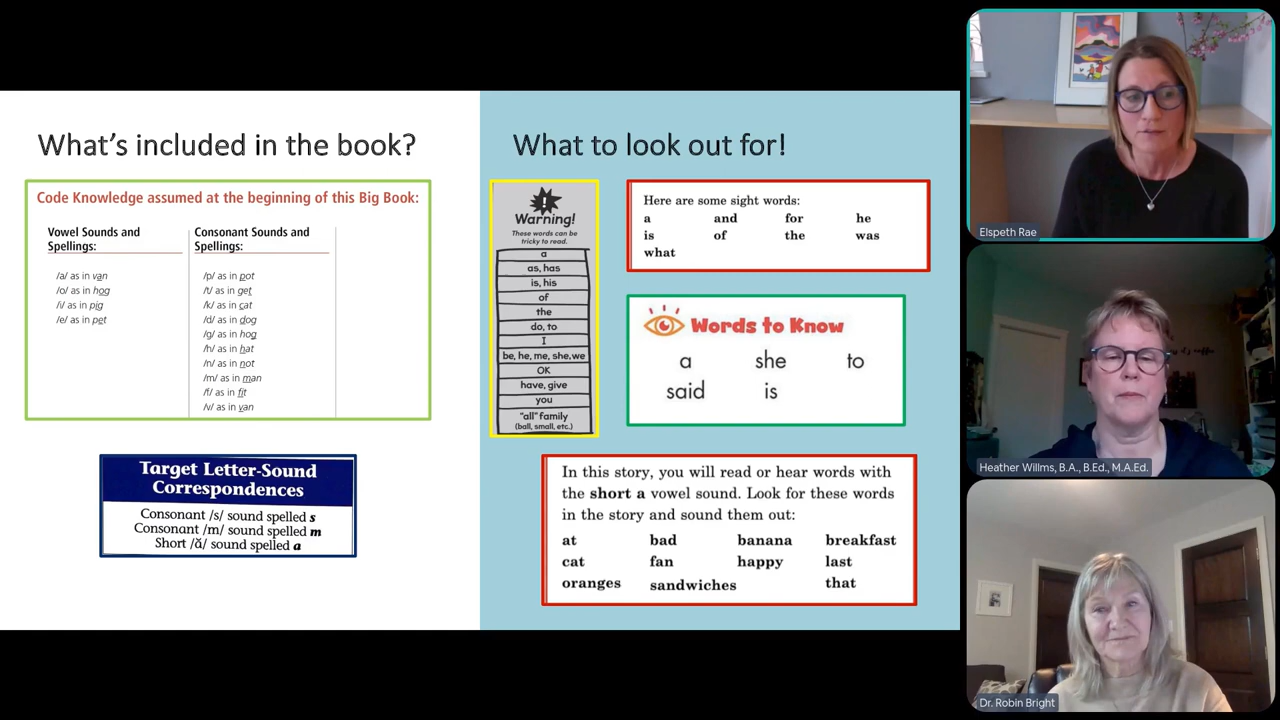 What's included in the book?
Code Knowledge assumed at the beginning of this Big Book:
Vowel Sounds and
Spellings:
/a/ as in van
/o/ as in hog
/i/ as in pig
/e/ as in pet
Consonant Sounds and
Spellings:
/p/ as in pot
/t/ as in get
/k/ as in cat
/d/ as in dog
/g/ as in hog
/h/ as in hat
/n/ as in not
/m/ as in man
/f/ as in fit
/v/ as in van
Target Letter-Sound
Correspondences
Consonant /s/ sound spelled s
Consonant /m/ sound spelled m
Short /ă/ sound spelled a
What to look out for!
!
Warning!
These words can be
tricky to read.
a
as, has
is, his
of
the
do, to
I
be, he, me, she, we
OK
have, give
you
"all" family
(ball, small, etc.)
Here are some sight words:
a and for he
is of the was
what
Words to Know
a she to
said is
In this story, you will read or hear words with
the short a vowel sound. Look for these words
in the story and sound them out:
at bad banana breakfast
cat fan happy last
oranges sandwiches that
Elspeth Rae
Heather Willms, B.A., B.Ed., M.A.Ed.
Dr. Robin Bright